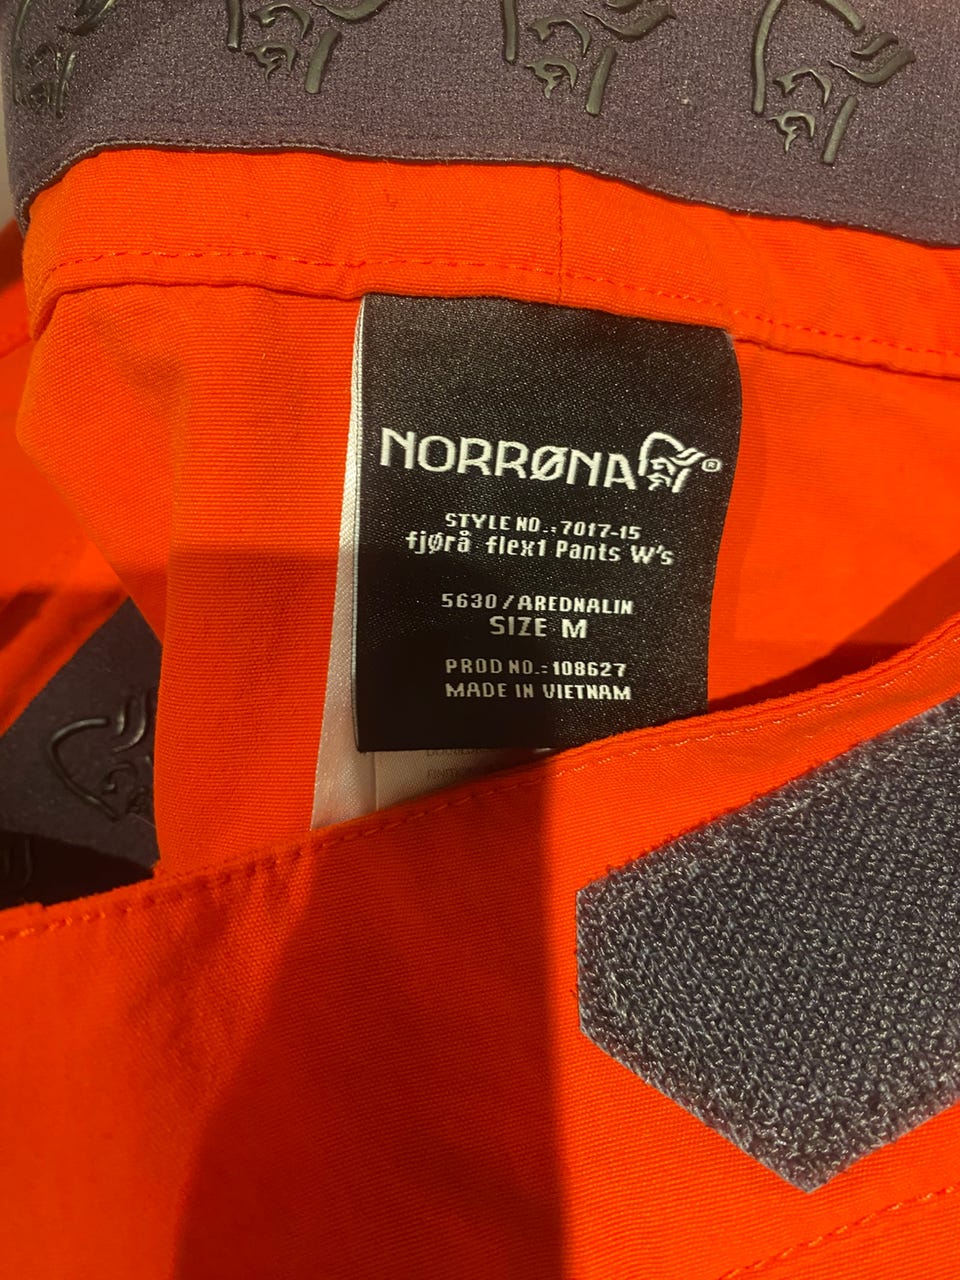 NORRØNA®
STYLE NO.:7017-15
fjørå flex1 Pants W's
5630/AREDNALIN
SIZE M
PROD NO.:108627
MADE IN VIETNAM